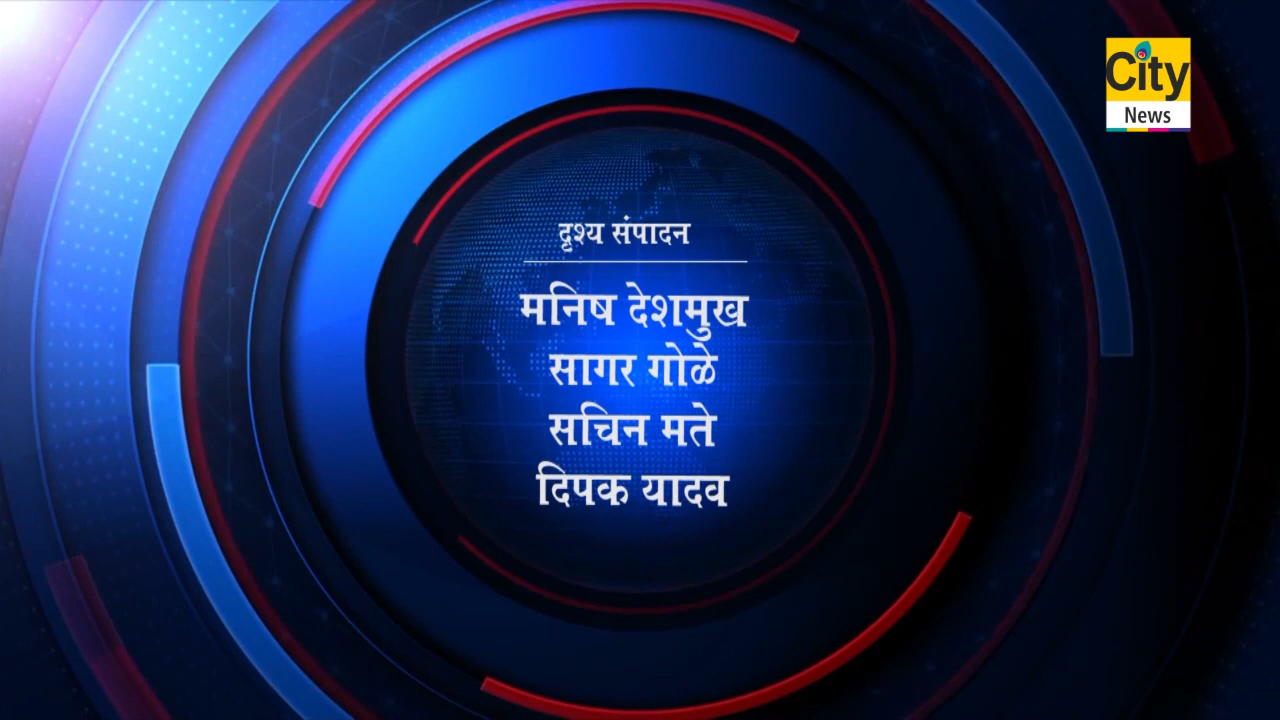 City
News
दृश्य संपादन
मनिष देशमुख
सागर गोळे
सचिन मते
दिपक यादव